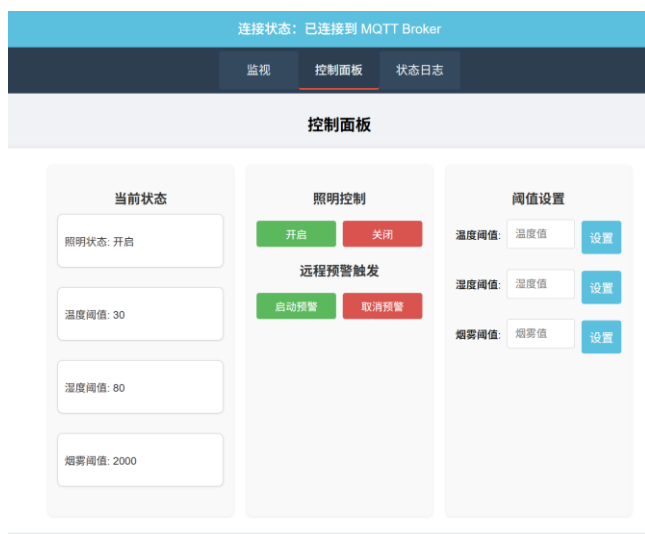 连接状态：已连接到 MQTT Broker
监视 控制面板 状态日志
控制面板
当前状态
照明状态: 开启
温度阈值: 30
湿度阈值: 80
烟雾阈值: 2000
照明控制
开启 关闭
远程预警触发
启动预警 取消预警
阈值设置
温度阈值: 温度值 设置
湿度阈值: 湿度值 设置
烟雾阈值: 烟雾值 设置